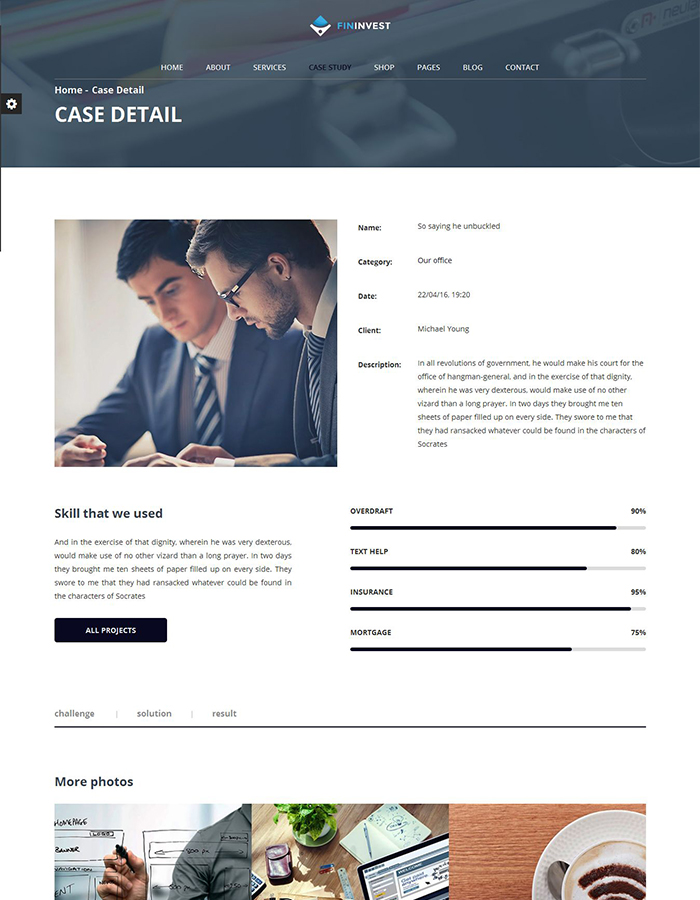 FININVEST
HOME ABOUT SERVICES CASE STUDY SHOP PAGES BLOG CONTACT
Home - Case Detail
CASE DETAIL
Name: So saying he unbuckled
Category: Our office
Date: 22/04/16, 19:20
Client: Michael Young
Description: In all revolutions of government, he would make his court for the
office of hangman-general, and in the exercise of that dignity,
wherein he was very dexterous, would make use of no other
vizard than a long prayer. In two days they brought me ten
sheets of paper filled up on every side. They swore to me that
they had ransacked whatever could be found in the characters of
Socrates
Skill that we used
And in the exercise of that dignity, wherein he was very dexterous,
would make use of no other vizard than a long prayer. In two days
they brought me ten sheets of paper filled up on every side. They
swore to me that they had ransacked whatever could be found in
the characters of Socrates
ALL PROJECTS
OVERDRAFT 90%
TEXT HELP 80%
INSURANCE 95%
MORTGAGE 75%
challenge | solution | result
More photos
HOMEPAGE
LOGO
BANNER